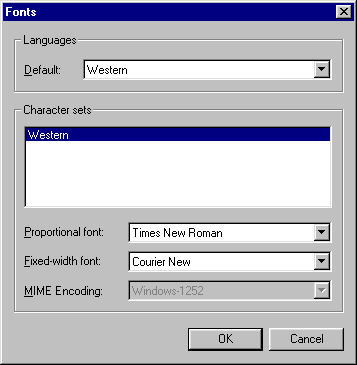 Fonts
Languages
Default: Western
Character sets
Western
Proportional font: Times New Roman
Fixed-width font: Courier New
MIME Encoding: Windows-1252
OK Cancel